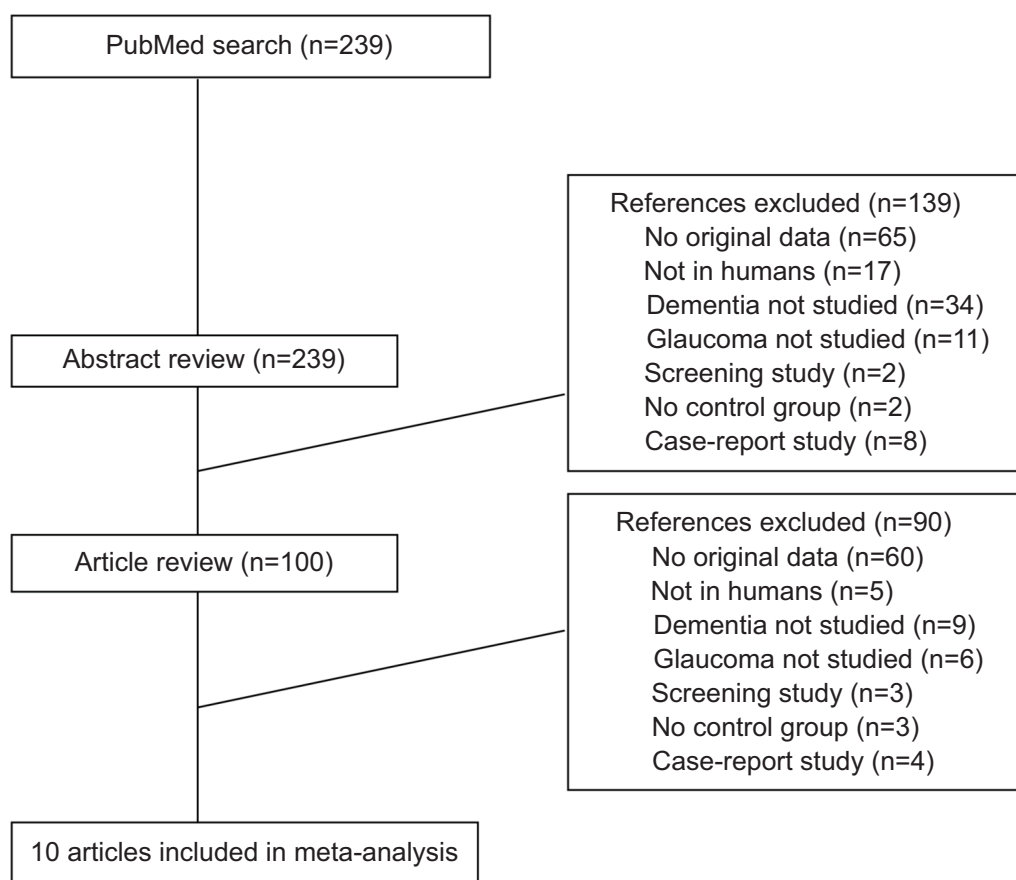 PubMed search (n=239)
References excluded (n=139)
No original data (n=65)
Not in humans (n=17)
Dementia not studied (n=34)
Glaucoma not studied (n=11)
Screening study (n=2)
No control group (n=2)
Case-report study (n=8)
Abstract review (n=239)
References excluded (n=90)
No original data (n=60)
Not in humans (n=5)
Dementia not studied (n=9)
Glaucoma not studied (n=6)
Screening study (n=3)
No control group (n=3)
Case-report study (n=4)
Article review (n=100)
10 articles included in meta-analysis